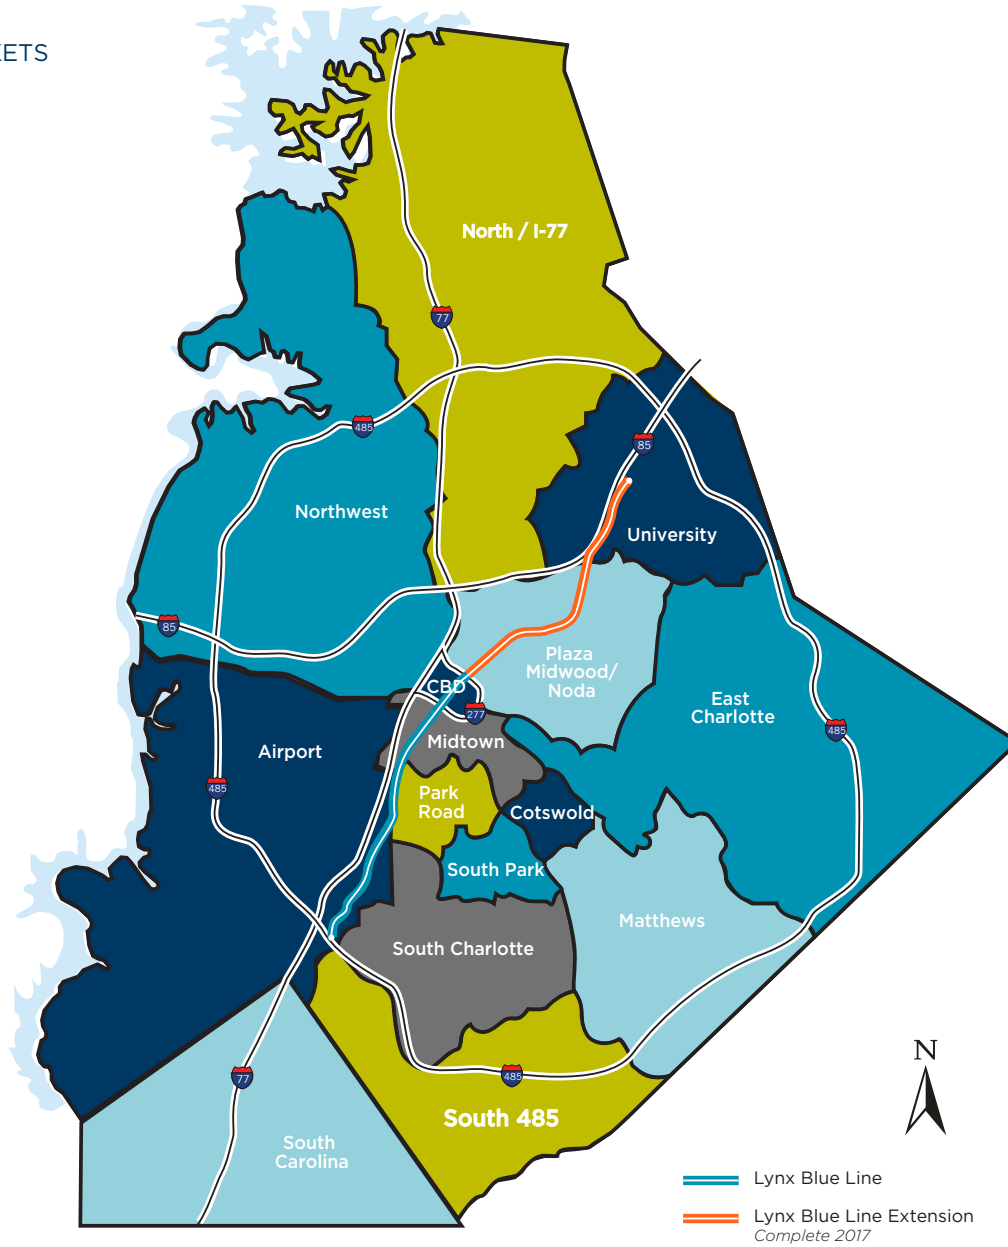 North / I-77
77
485
85
Northwest
University
85
Plaza
Midwood/
Noda
CBD
East
Charlotte
277
485
Midtown
Airport
485
Park
Road
Cotswold
South Park
Matthews
South Charlotte
N
77
485
South 485
South
Carolina
Lynx Blue Line
Lynx Blue Line Extension
Complete 2017